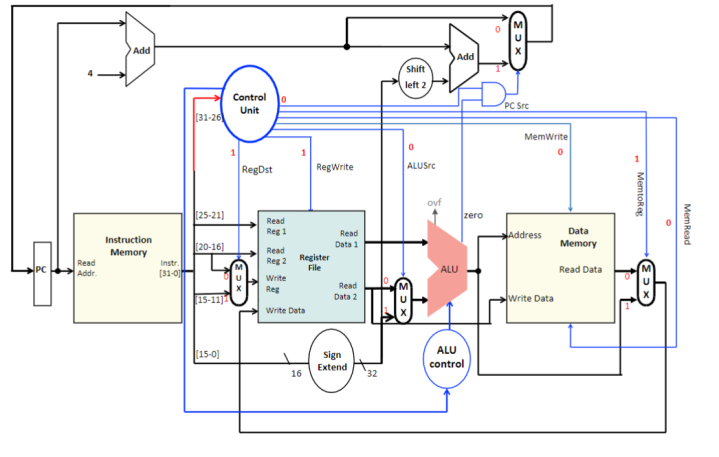 Add
4
Control
Unit
0
[31-26]
Shift
left 2
Add
0
M
U
X
1
PC Src
MemWrite
0
1
RegDst
1
RegWrite
0
ALUSrc
1
MemtoReg
0
MemRead
PC
Instruction
Memory
Read
Addr.
Instr.
[31-0]
[25-21]
[20-16]
[15-11]
[15-0]
0
M
U
X
1
Read
Reg 1
Read
Reg 2
Write
Reg
Write Data
Register
File
Read
Data 1
Read
Data 2
0
M
U
X
1
ovf
zero
ALU
ALU
control
Sign
Extend
16
32
Data
Memory
Address
Read Data
Write Data
0
M
U
X
1